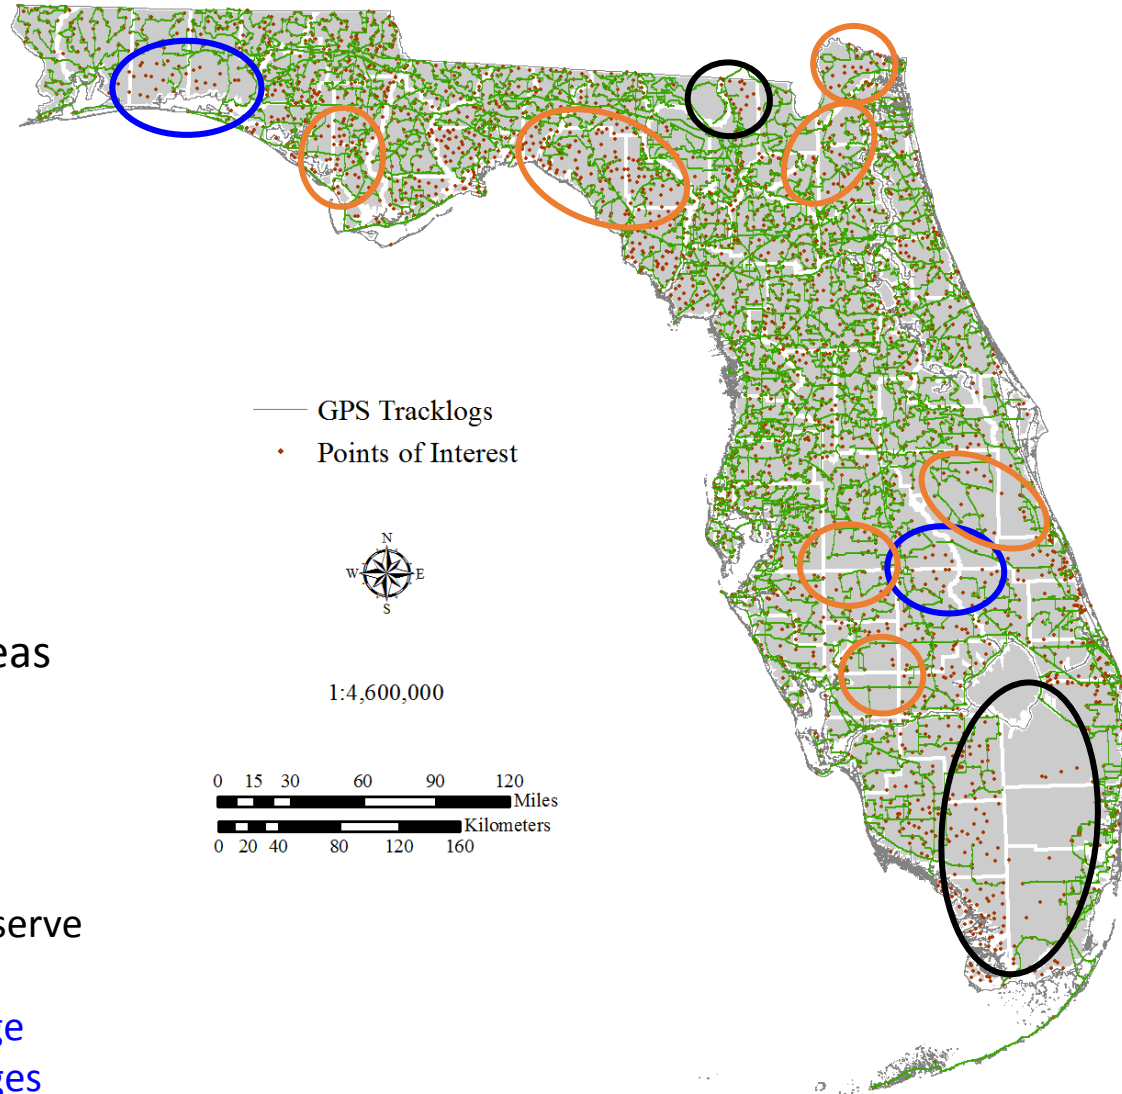 GPS Tracklogs
Points of Interest
N
W E
S
eas
1:4,600,000
0 15 30 60 90 120
Miles
Kilometers
0 20 40 80 120 160
serve
ge
ges